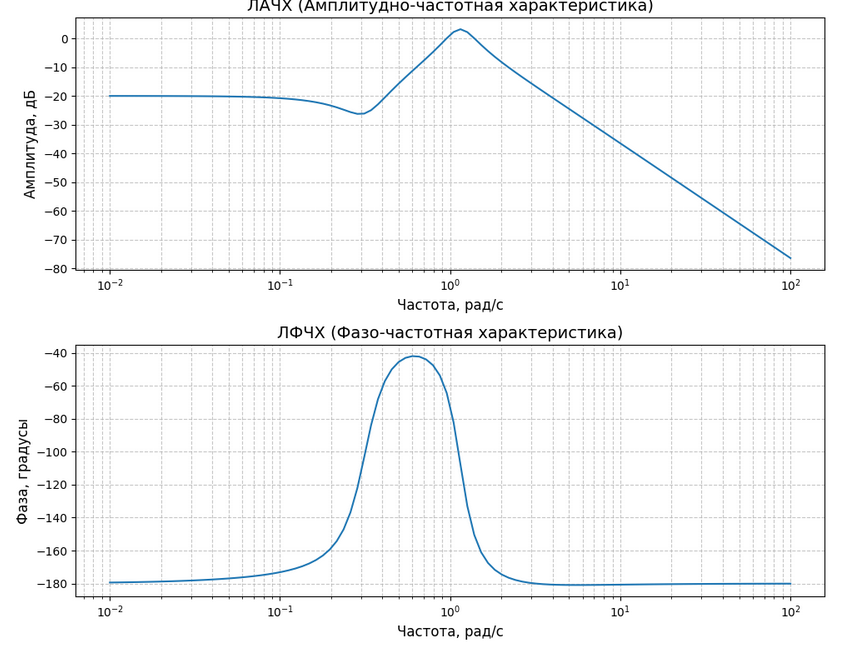 ЛАЧХ (Амплитудно-частотная характеристика)
Амплитуда, дБ
0
−10
−20
−30
−40
−50
−60
−70
−80
10⁻² 10⁻¹ 10⁰ 10¹ 10²
Частота, рад/с
ЛФЧХ (Фазо-частотная характеристика)
Фаза, градусы
−40
−60
−80
−100
−120
−140
−160
−180
10⁻² 10⁻¹ 10⁰ 10¹ 10²
Частота, рад/с